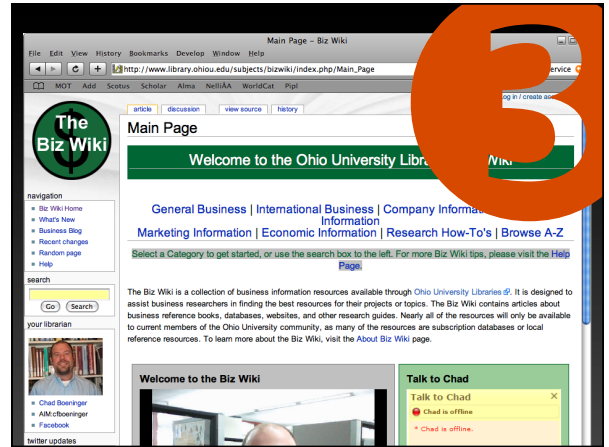 Main Page – Biz Wiki
File Edit View History Bookmarks Develop Window Help
http://www.library.ohiou.edu/subjects/bizwiki/index.php/Main_Page
MOT Add Scotus Scholar Alma NelliÄÄ WorldCat Pipl
3
article discussion view source history
The
Biz Wiki
Main Page
Welcome to the Ohio University
navigation
Biz Wiki Home
What's New
Business Blog
Recent changes
Random page
Help
search
Go Search
your librarian
Chad Boeninger
AIM:cfboeninger
Facebook
twitter updates
General Business | International Business | Company
Information
Marketing Information | Economic Information | Research How-To's | Browse A-Z
Select a Category to get started, or use the search box to the left. For more Biz Wiki tips, please visit the Help
Page.
The Biz Wiki is a collection of business information resources available through Ohio University Libraries. It is designed to
assist business researchers in finding the best resources for their projects or topics. The Biz Wiki contains articles about
business reference books, databases, websites, and other research guides. Nearly all of the resources will only be available
to current members of the Ohio University community, as many of the resources are subscription databases or local
reference resources. To learn more about the Biz Wiki, visit the About Biz Wiki page.
Welcome to the Biz Wiki
Talk to Chad
Talk to Chad
Chad is offline
* Chad is offline.